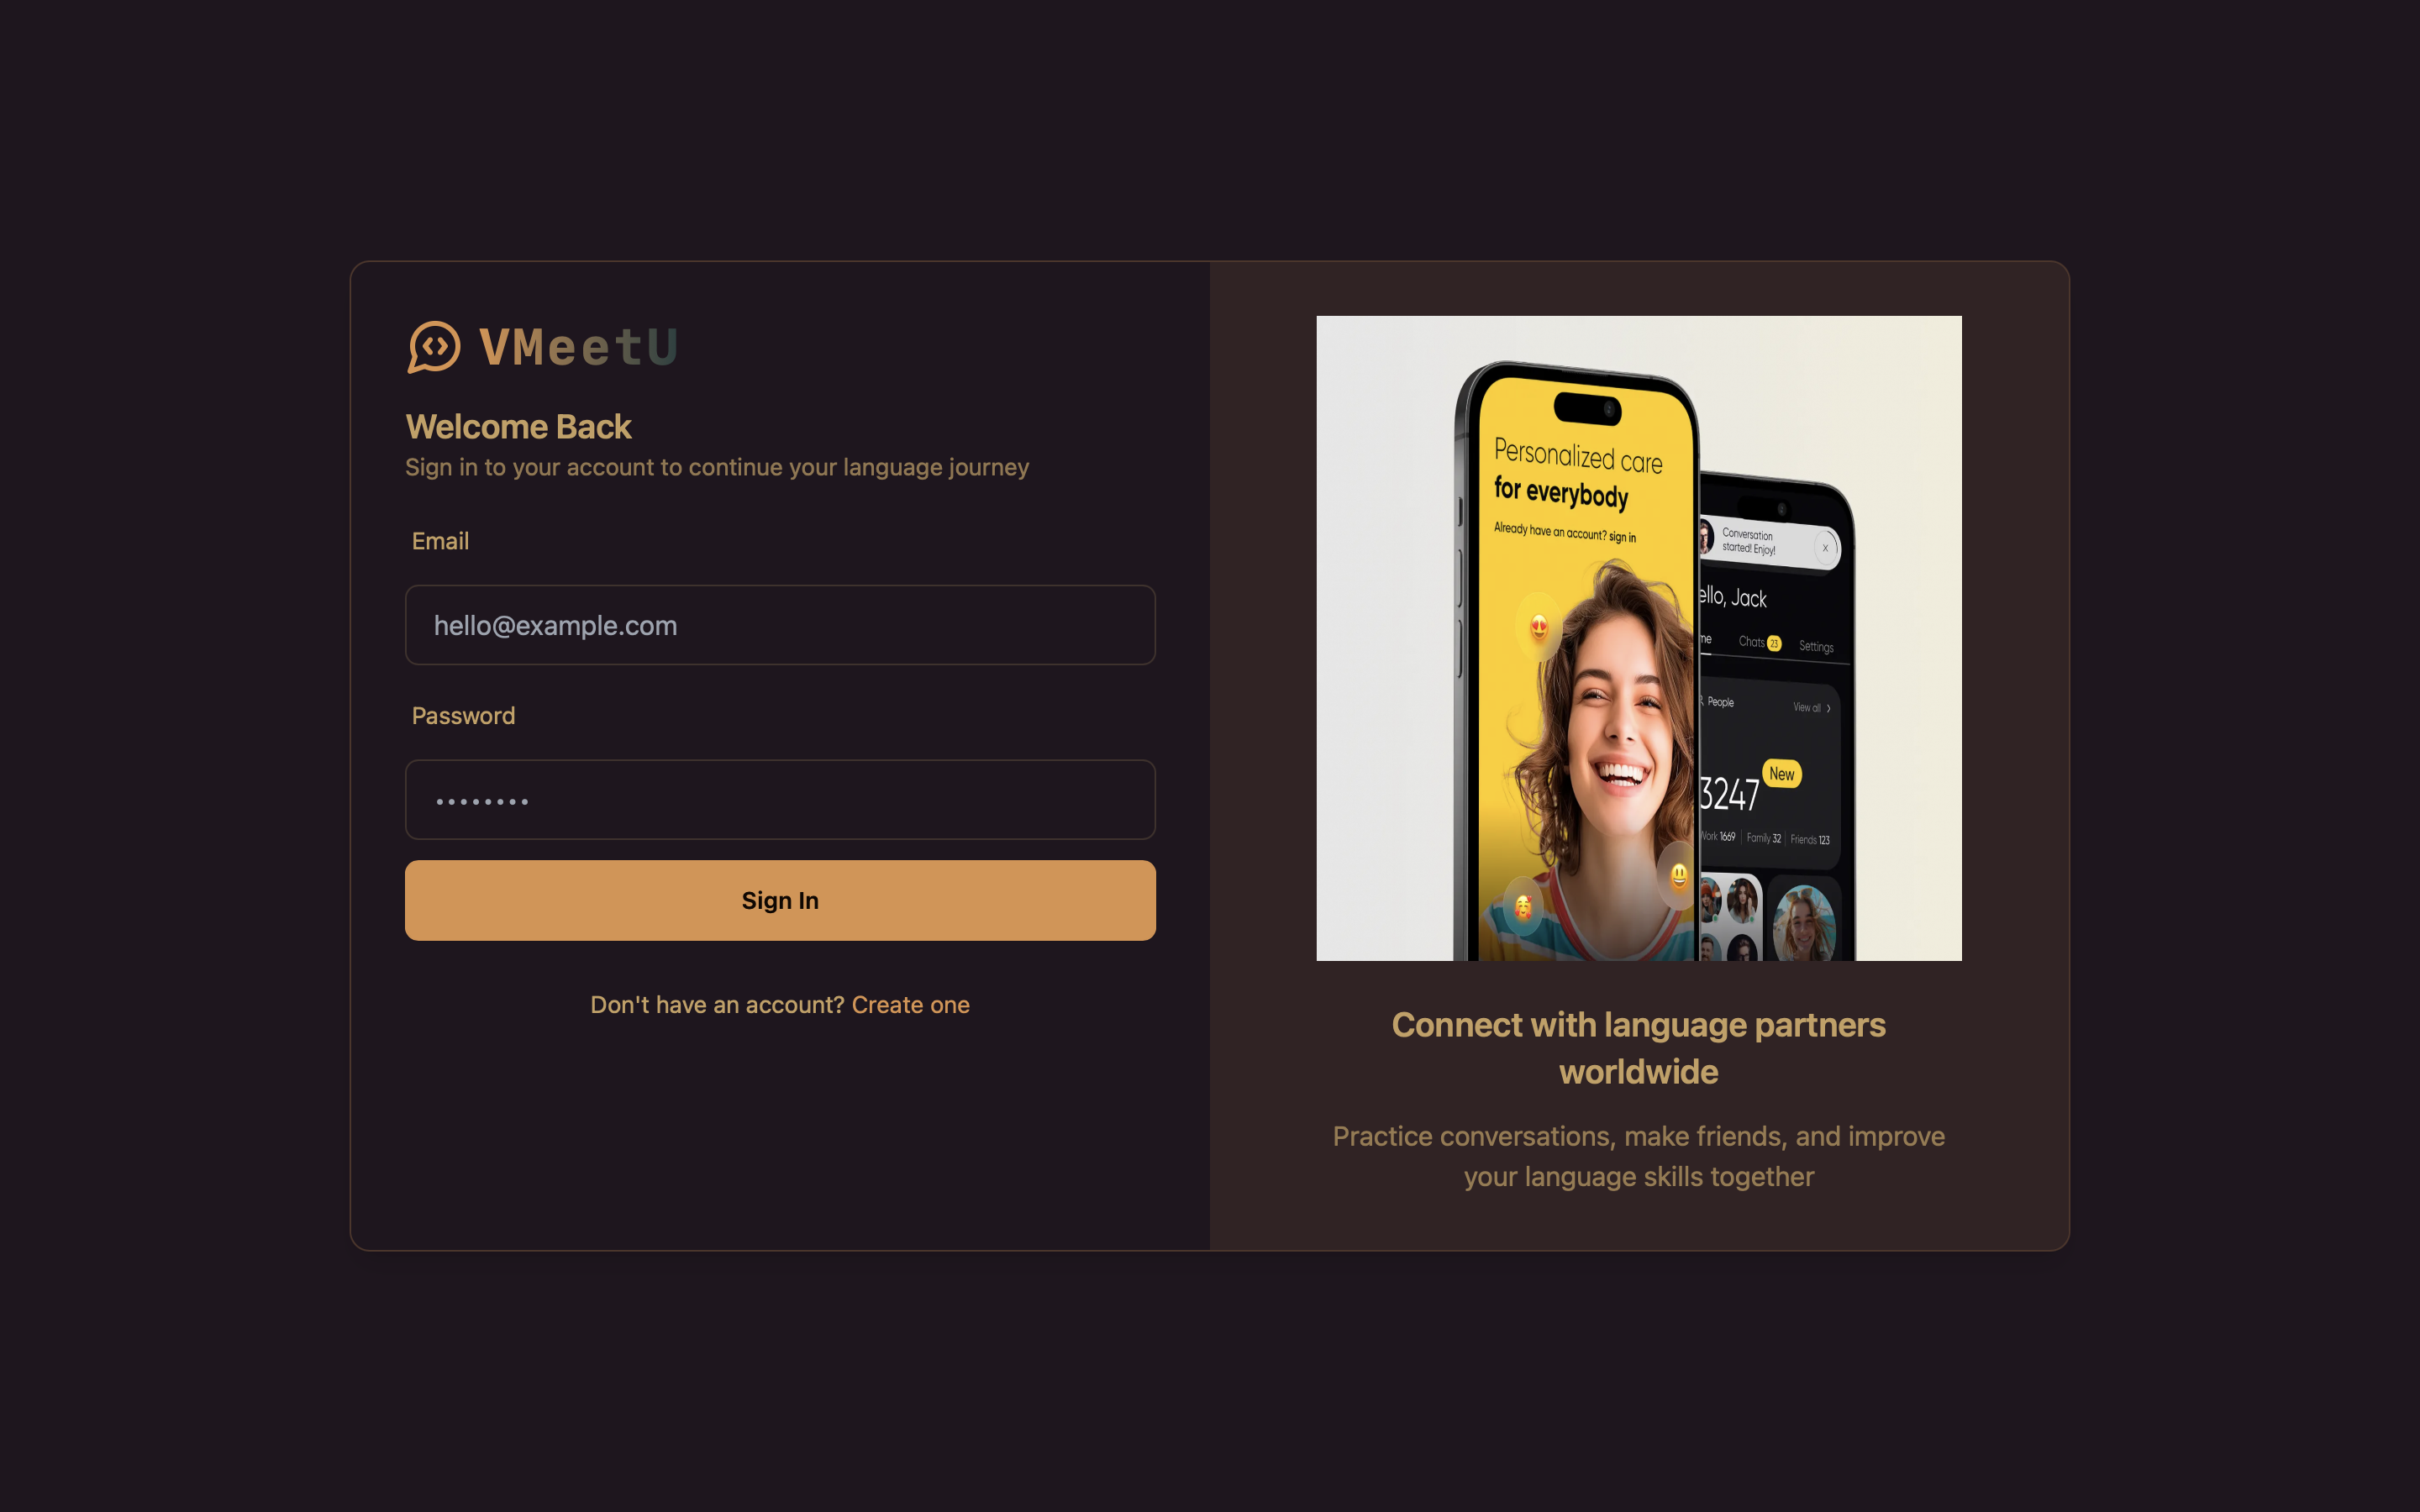 VMeetU
Welcome Back
Sign in to your account to continue your language journey
Email
hello@example.com
Password
Sign In
Don't have an account? Create one
Personalized care
for everybody
Already have an account? sign in
Conversation
started! Enjoy!
X
ello, Jack
me
Chats 23
Settings
People
View all
3247
New
Work 1669
Family 32
Friends 123
Connect with language partners
worldwide
Practice conversations, make friends, and improve
your language skills together